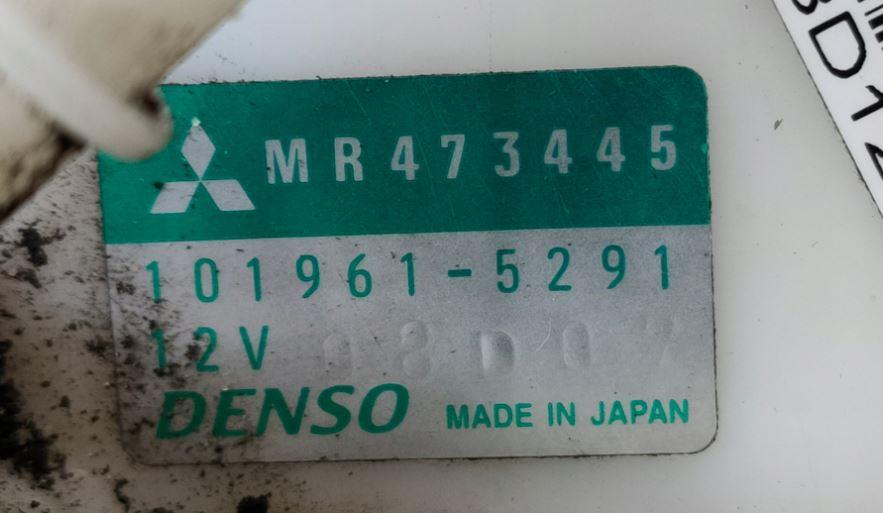 MR473445
101961-5291
12V
DENSO MADE IN JAPAN